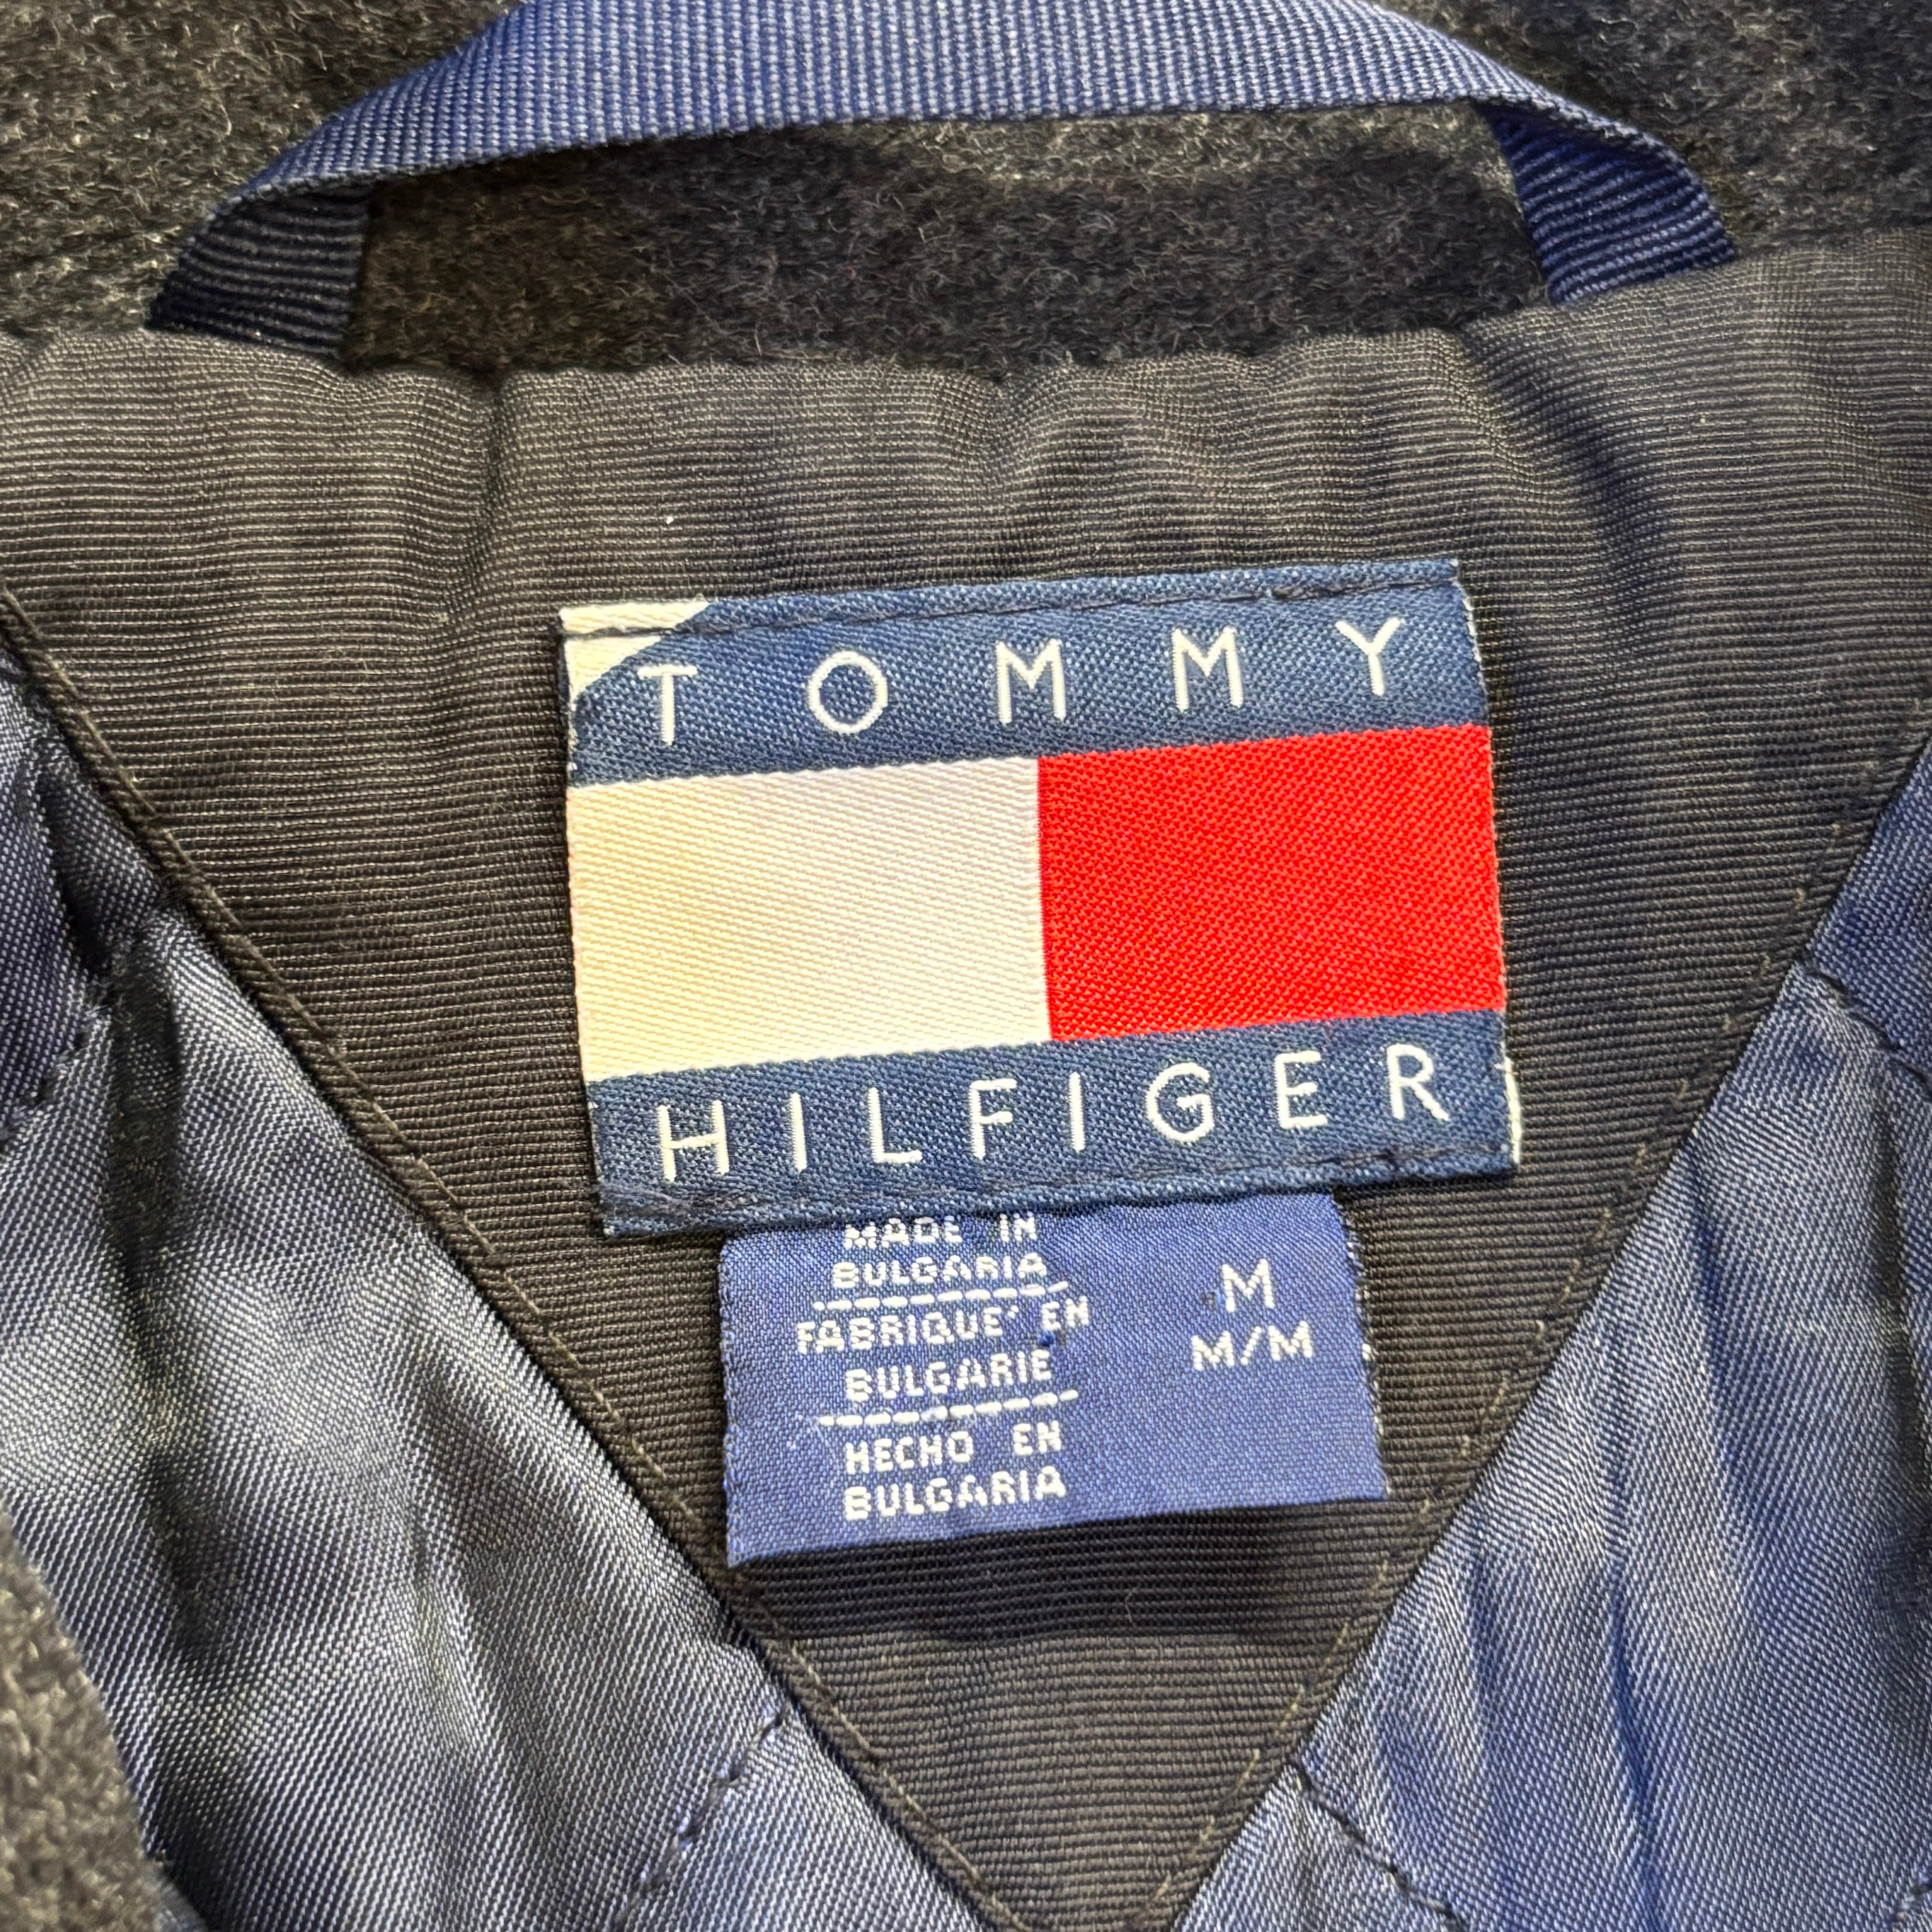 TOMMY
HILFIGER
MADE IN
BULGARIA
FABRIQUE' EN
BULGARIE
HECHO EN
BULGARIA
M
M/M